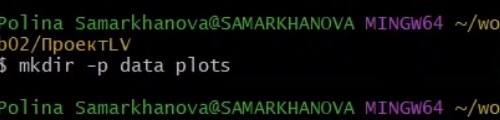 Polina Samarkhanova@SAMARKHANOVA MINGW64 ~/wo
b02/ПроектLV
$ mkdir -p data plots
Polina Samarkhanova@SAMARKHANOVA MINGW64 ~/wo